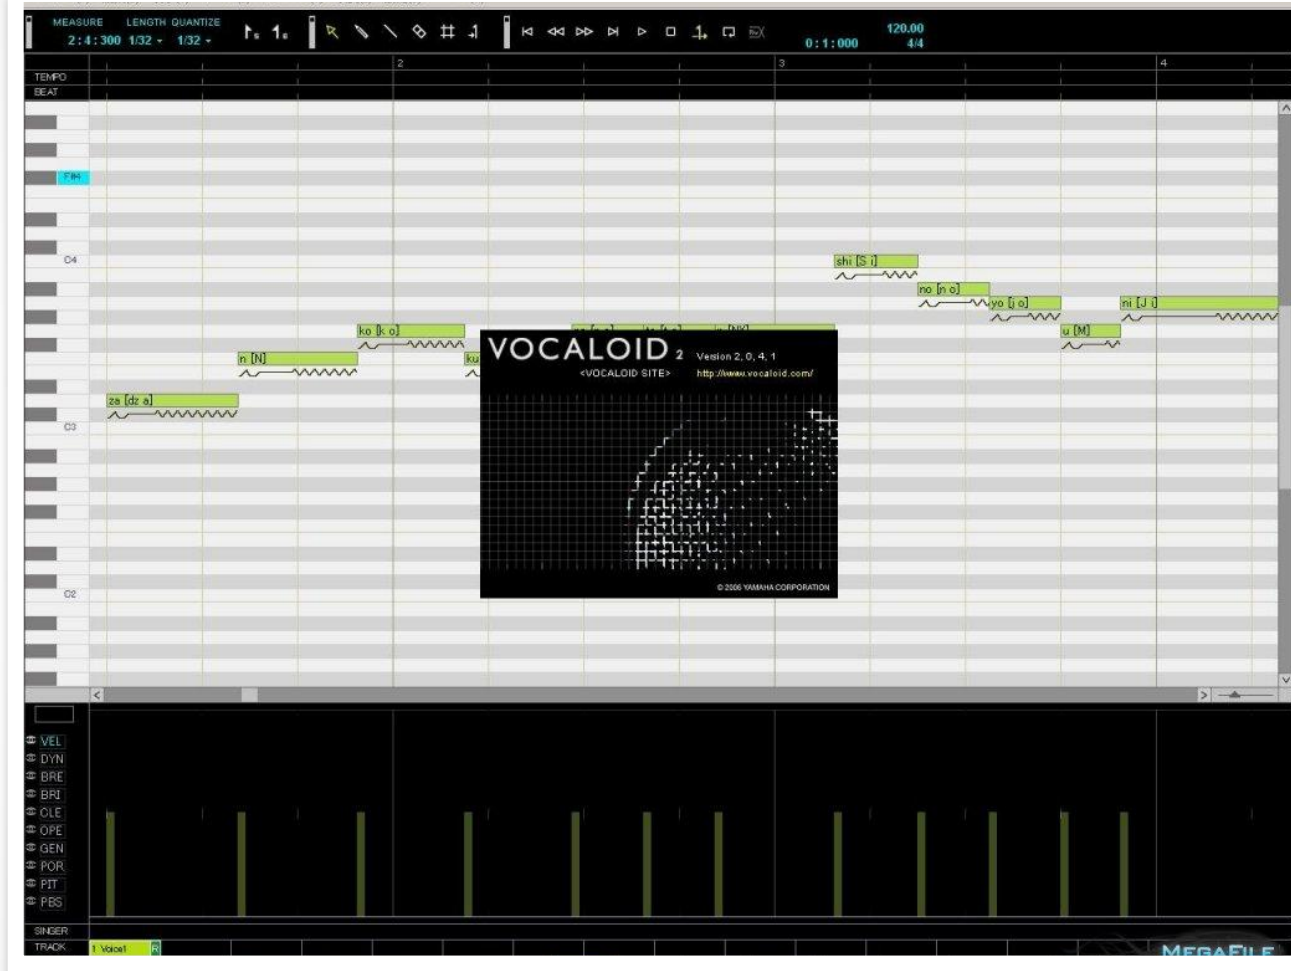 MEASURE LENGTH QUANTIZE
2:4:300 1/32 1/32
0:1:000
120.00
4/4
2 3 4
TEMPO
BEAT
F#4
C4
shi [S i]
no [n o]
yo [j o]
ni [J i]
ko [k o]
u [M]
n [N]
ku
za [dz a]
C3
VOCALOID 2 Version 2, 0, 4, 1
<VOCALOID SITE> http://www.vocaloid.com/
© 2006 YAMAHA CORPORATION
C2
VEL
DYN
BRE
BRI
CLE
OPE
GEN
POR
PIT
PBS
SINGER
TRACK 1 Voice1 R
MEGAFILE